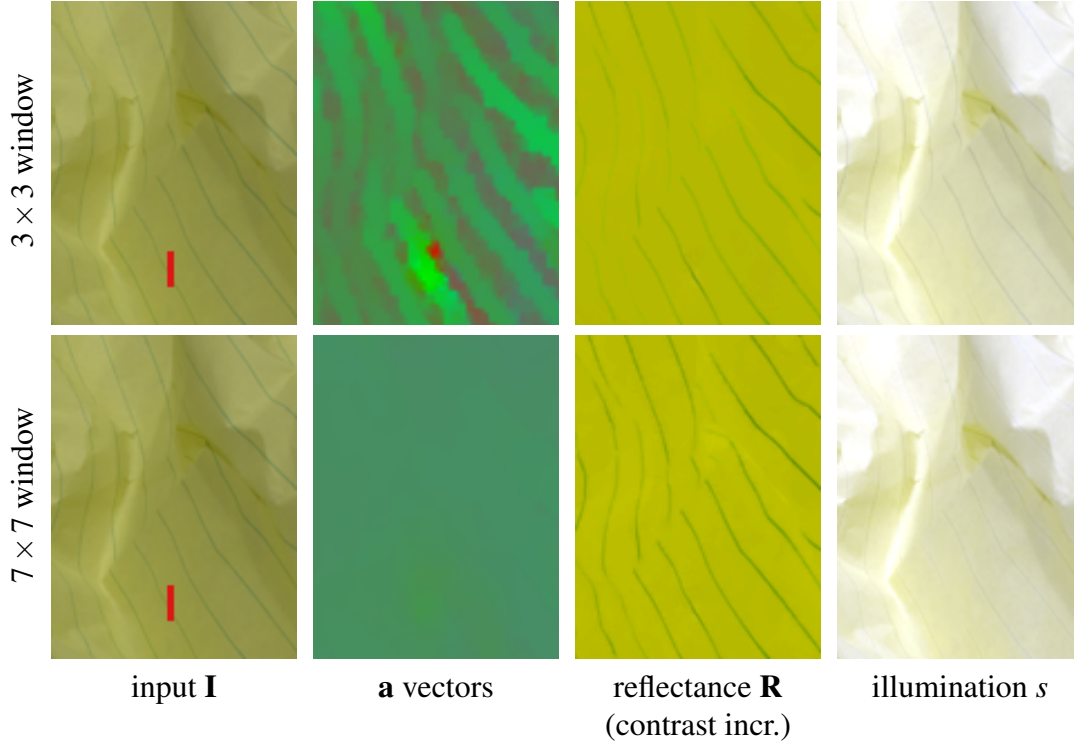 3 × 3 window
7 × 7 window
input I
a vectors
reflectance R
(contrast incr.)
illumination s